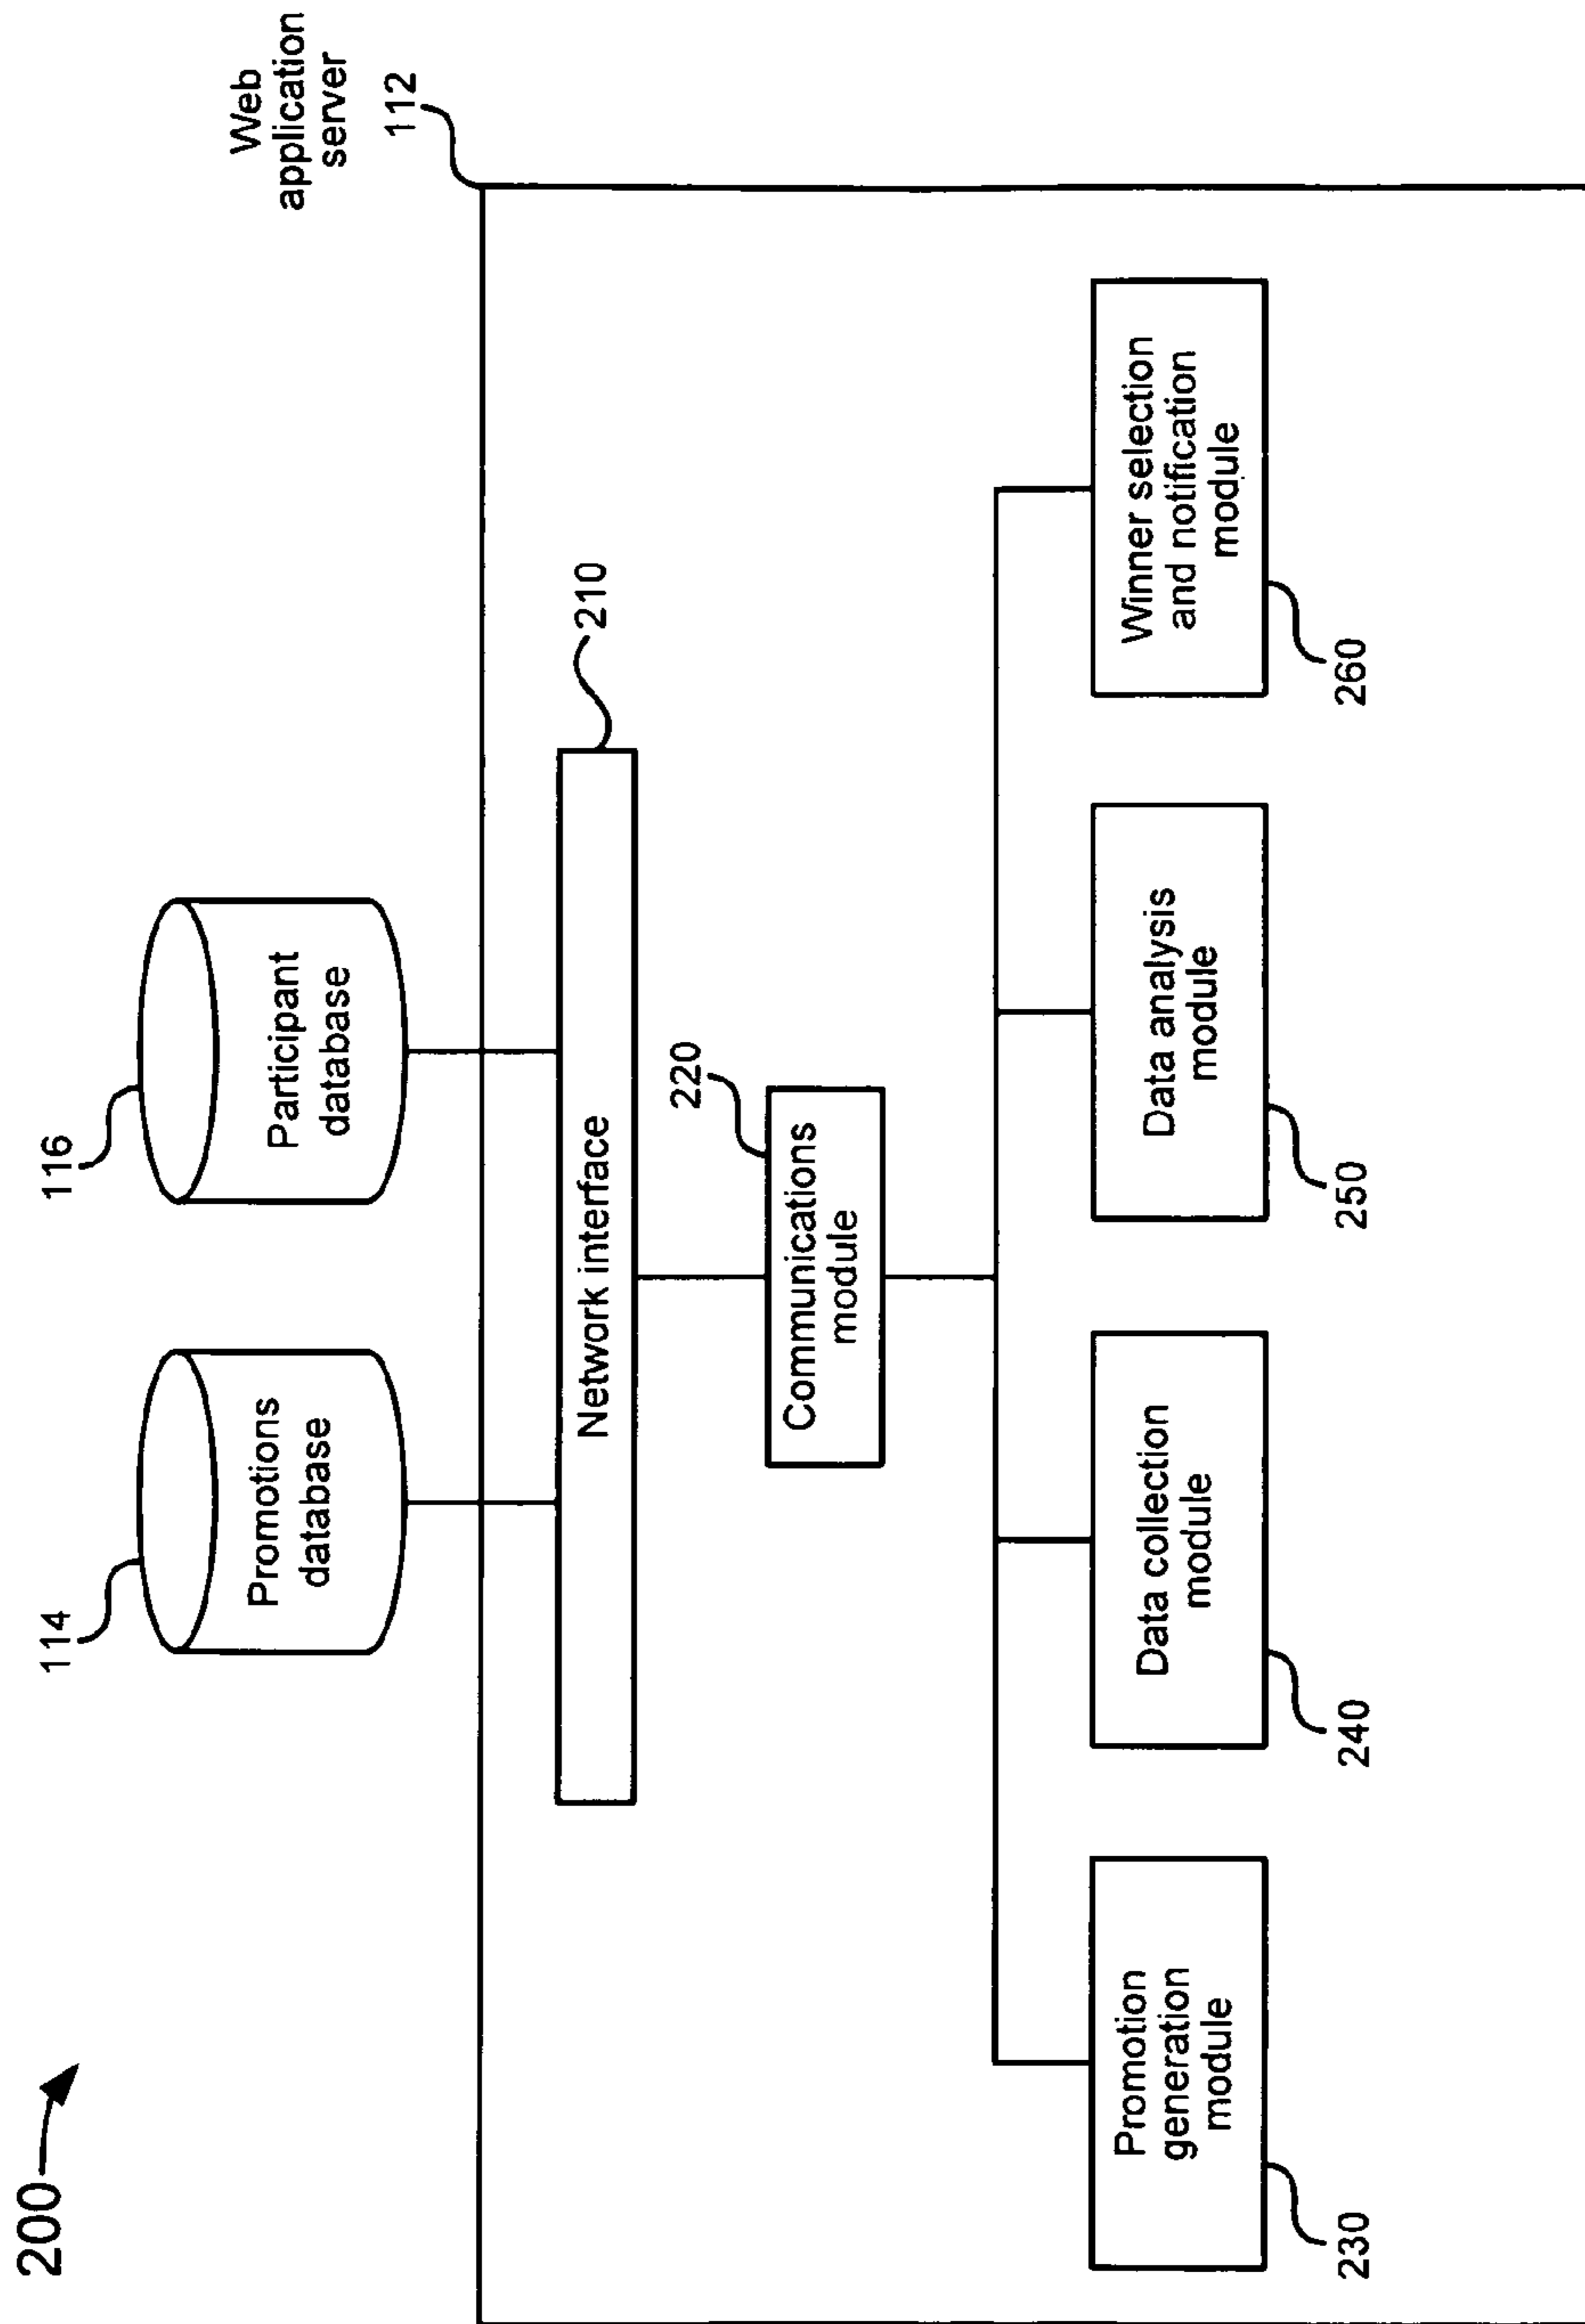 200
114
Promotions
database
116
Participant
database
Web
application
server
112
Network interface
210
220
Communications
module
Promotion
generation
module
230
Data collection
module
240
Data analysis
module
250
Winner selection
and notification
module
260